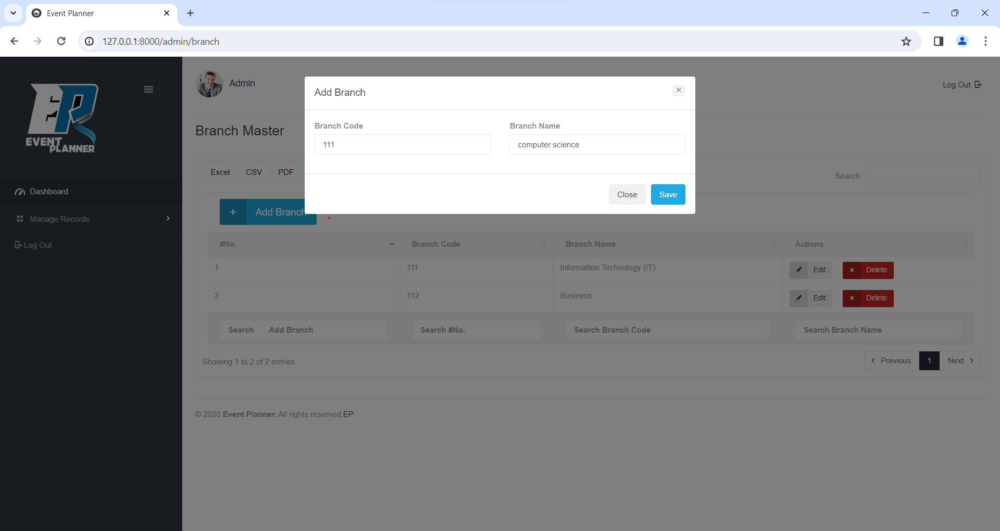 Event Planner
127.0.0.1:8000/admin/branch
EVENT
PLANNER
Dashboard
Manage Records
Log Out
Admin
Log Out
Branch Master
Add Branch
Branch Code Branch Name
111 computer science
Close Save
Excel CSV PDF
Search:
Add Branch
#No. Branch Code Branch Name Actions
1 111 Information Technology (IT) Edit Delete
2 112 Business Edit Delete
Search Add Branch Search #No. Search Branch Code Search Branch Name
Showing 1 to 2 of 2 entries
Previous 1 Next
© 2020 Event Planner. All rights reserved.EP